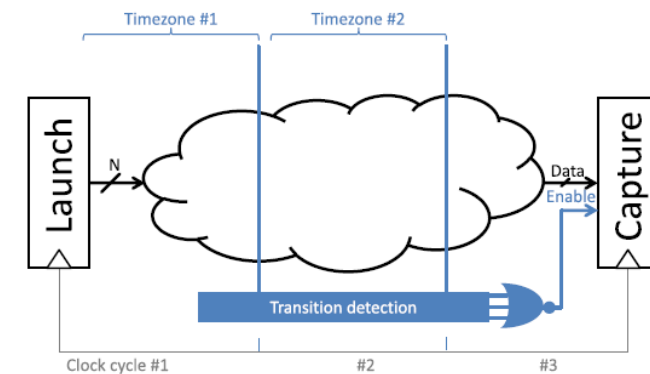 Timezone #1
Timezone #2
Launch
N
Data
Enable
Capture
Transition detection
Clock cycle #1
#2
#3